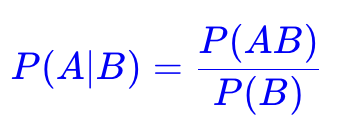 P(A|B) = P(AB) / P(B)